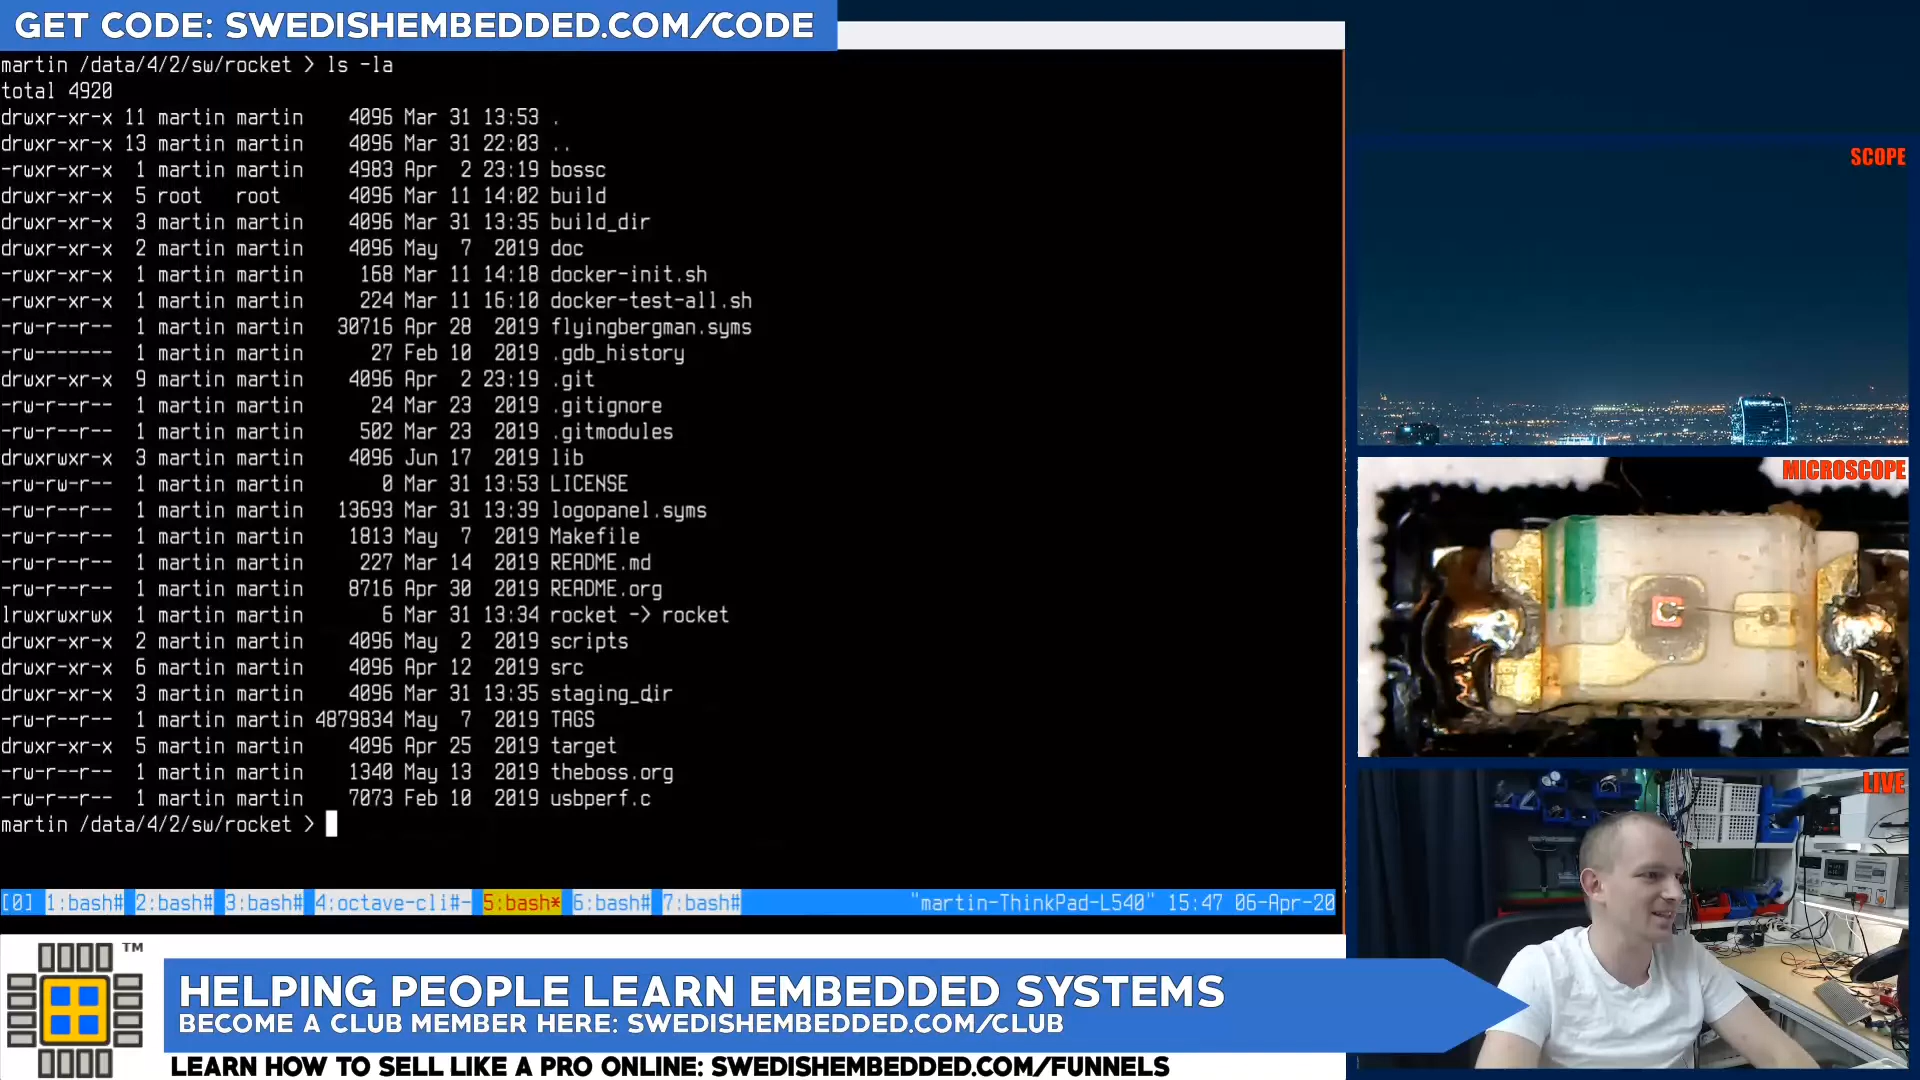 GET CODE: SWEDISHEMBEDDED.COM/CODE
martin /data/4/2/sw/rocket > ls -la
total 4920
drwxr-xr-x 11 martin martin    4096 Mar 31 13:53 .
drwxr-xr-x 13 martin martin    4096 Mar 31 22:03 ..
-rwxr-xr-x  1 martin martin    4983 Apr  2 23:19 bossc
drwxr-xr-x  5 root   root      4096 Mar 11 14:02 build
drwxr-xr-x  3 martin martin    4096 Mar 31 13:35 build_dir
drwxr-xr-x  2 martin martin    4096 May  7  2019 doc
-rwxr-xr-x  1 martin martin     168 Mar 11 14:18 docker-init.sh
-rwxr-xr-x  1 martin martin     224 Mar 11 16:10 docker-test-all.sh
-rw-r--r--  1 martin martin   30716 Apr 28  2019 flyingbergman.syms
-rw-------  1 martin martin      27 Feb 10  2019 .gdb_history
drwxr-xr-x  9 martin martin    4096 Apr  2 23:19 .git
-rw-r--r--  1 martin martin      24 Mar 23  2019 .gitignore
-rw-r--r--  1 martin martin     502 Mar 23  2019 .gitmodules
drwxrwxr-x  3 martin martin    4096 Jun 17  2019 lib
-rw-rw-r--  1 martin martin       0 Mar 31 13:53 LICENSE
-rw-r--r--  1 martin martin   13693 Mar 31 13:39 logopanel.syms
-rw-r--r--  1 martin martin    1813 May  7  2019 Makefile
-rw-r--r--  1 martin martin     227 Mar 14  2019 README.md
-rw-r--r--  1 martin martin    8716 Apr 30  2019 README.org
lrwxrwxrwx  1 martin martin       6 Mar 31 13:34 rocket -> rocket
drwxr-xr-x  2 martin martin    4096 May  2  2019 scripts
drwxr-xr-x  6 martin martin    4096 Apr 12  2019 src
drwxr-xr-x  3 martin martin    4096 Mar 31 13:35 staging_dir
-rw-r--r--  1 martin martin 4879834 May  7  2019 TAGS
drwxr-xr-x  5 martin martin    4096 Apr 25  2019 target
-rw-r--r--  1 martin martin    1340 May 13  2019 theboss.org
-rw-r--r--  1 martin martin    7073 Feb 10  2019 usbperf.c
martin /data/4/2/sw/rocket >
[0] 1:bash# 2:bash# 3:bash# 4:octave-cli#- 5:bash* 6:bash# 7:bash# "martin-ThinkPad-L540" 15:47 06-Apr-20
SCOPE
MICROSCOPE
LIVE
TM
HELPING PEOPLE LEARN EMBEDDED SYSTEMS
BECOME A CLUB MEMBER HERE: SWEDISHEMBEDDED.COM/CLUB
LEARN HOW TO SELL LIKE A PRO ONLINE: SWEDISHEMBEDDED.COM/FUNNELS